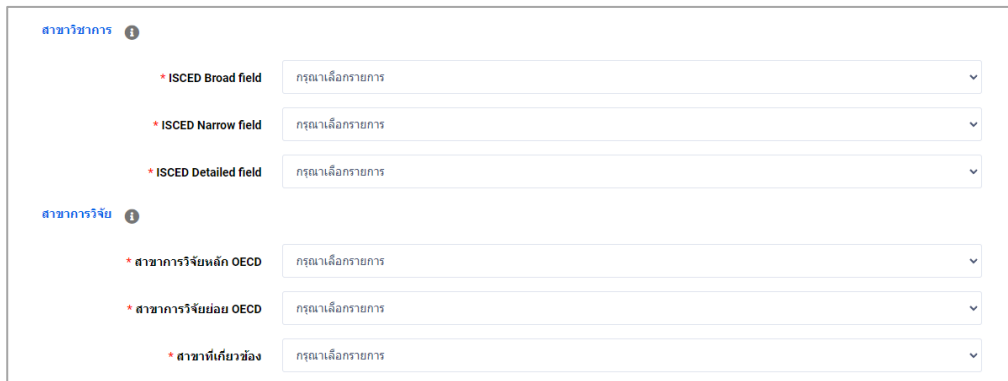 สาขาวิชาการ
* ISCED Broad field กรุณาเลือกรายการ
* ISCED Narrow field กรุณาเลือกรายการ
* ISCED Detailed field กรุณาเลือกรายการ
สาขาการวิจัย
* สาขาการวิจัยหลัก OECD กรุณาเลือกรายการ
* สาขาการวิจัยย่อย OECD กรุณาเลือกรายการ
* สาขาที่เกี่ยวข้อง กรุณาเลือกรายการ